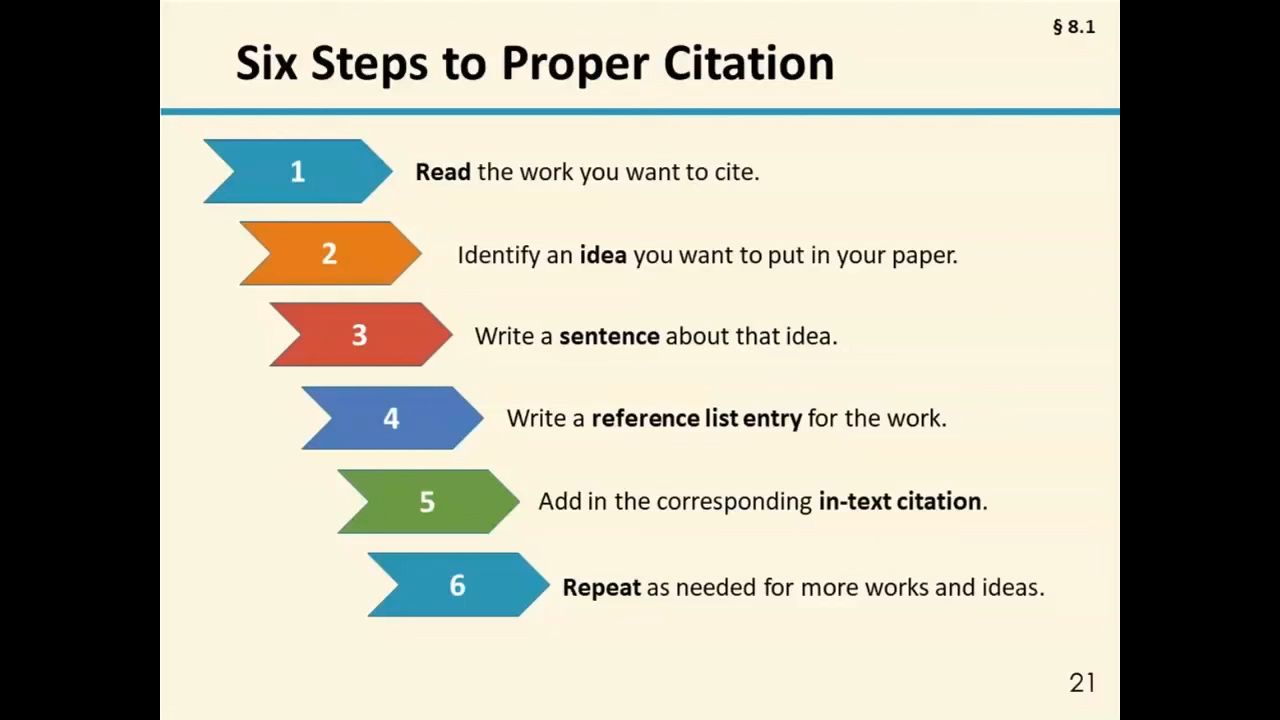 § 8.1
Six Steps to Proper Citation
1 Read the work you want to cite.
2 Identify an idea you want to put in your paper.
3 Write a sentence about that idea.
4 Write a reference list entry for the work.
5 Add in the corresponding in-text citation.
6 Repeat as needed for more works and ideas.
21